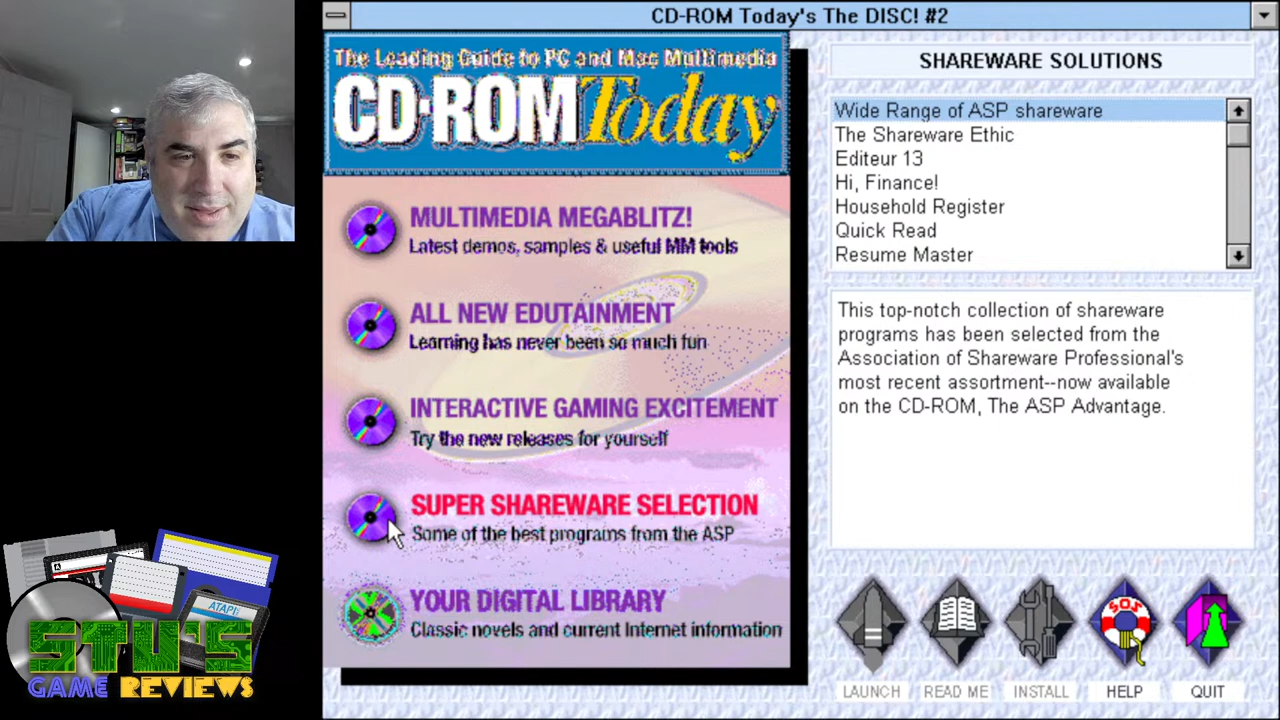 CD-ROM Today's The DISC! #2
The Leading Guide to PC and Mac Multimedia
CD-ROM Today
MULTIMEDIA MEGABLITZ!
Latest demos, samples & useful MM tools
ALL NEW EDUTAINMENT
Learning has never been so much fun
INTERACTIVE GAMING EXCITEMENT
Try the new releases for yourself
SUPER SHAREWARE SELECTION
Some of the best programs from the ASP
YOUR DIGITAL LIBRARY
Classic novels and current Internet information
SHAREWARE SOLUTIONS
Wide Range of ASP shareware
The Shareware Ethic
Editeur 13
Hi, Finance!
Household Register
Quick Read
Resume Master
This top-notch collection of shareware
programs has been selected from the
Association of Shareware Professional's
most recent assortment--now available
on the CD-ROM, The ASP Advantage.
S.O.S.
LAUNCH
READ ME
INSTALL
HELP
QUIT
ATARI
STU'S
GAME REVIEWS